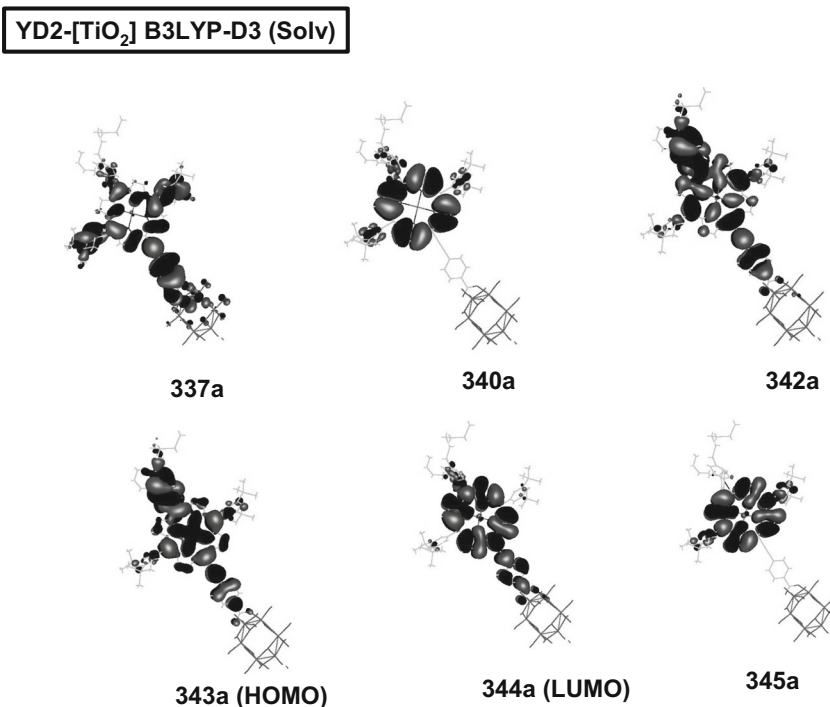 YD2-[TiO₂] B3LYP-D3 (Solv)
337a
340a
342a
343a (HOMO)
344a (LUMO)
345a